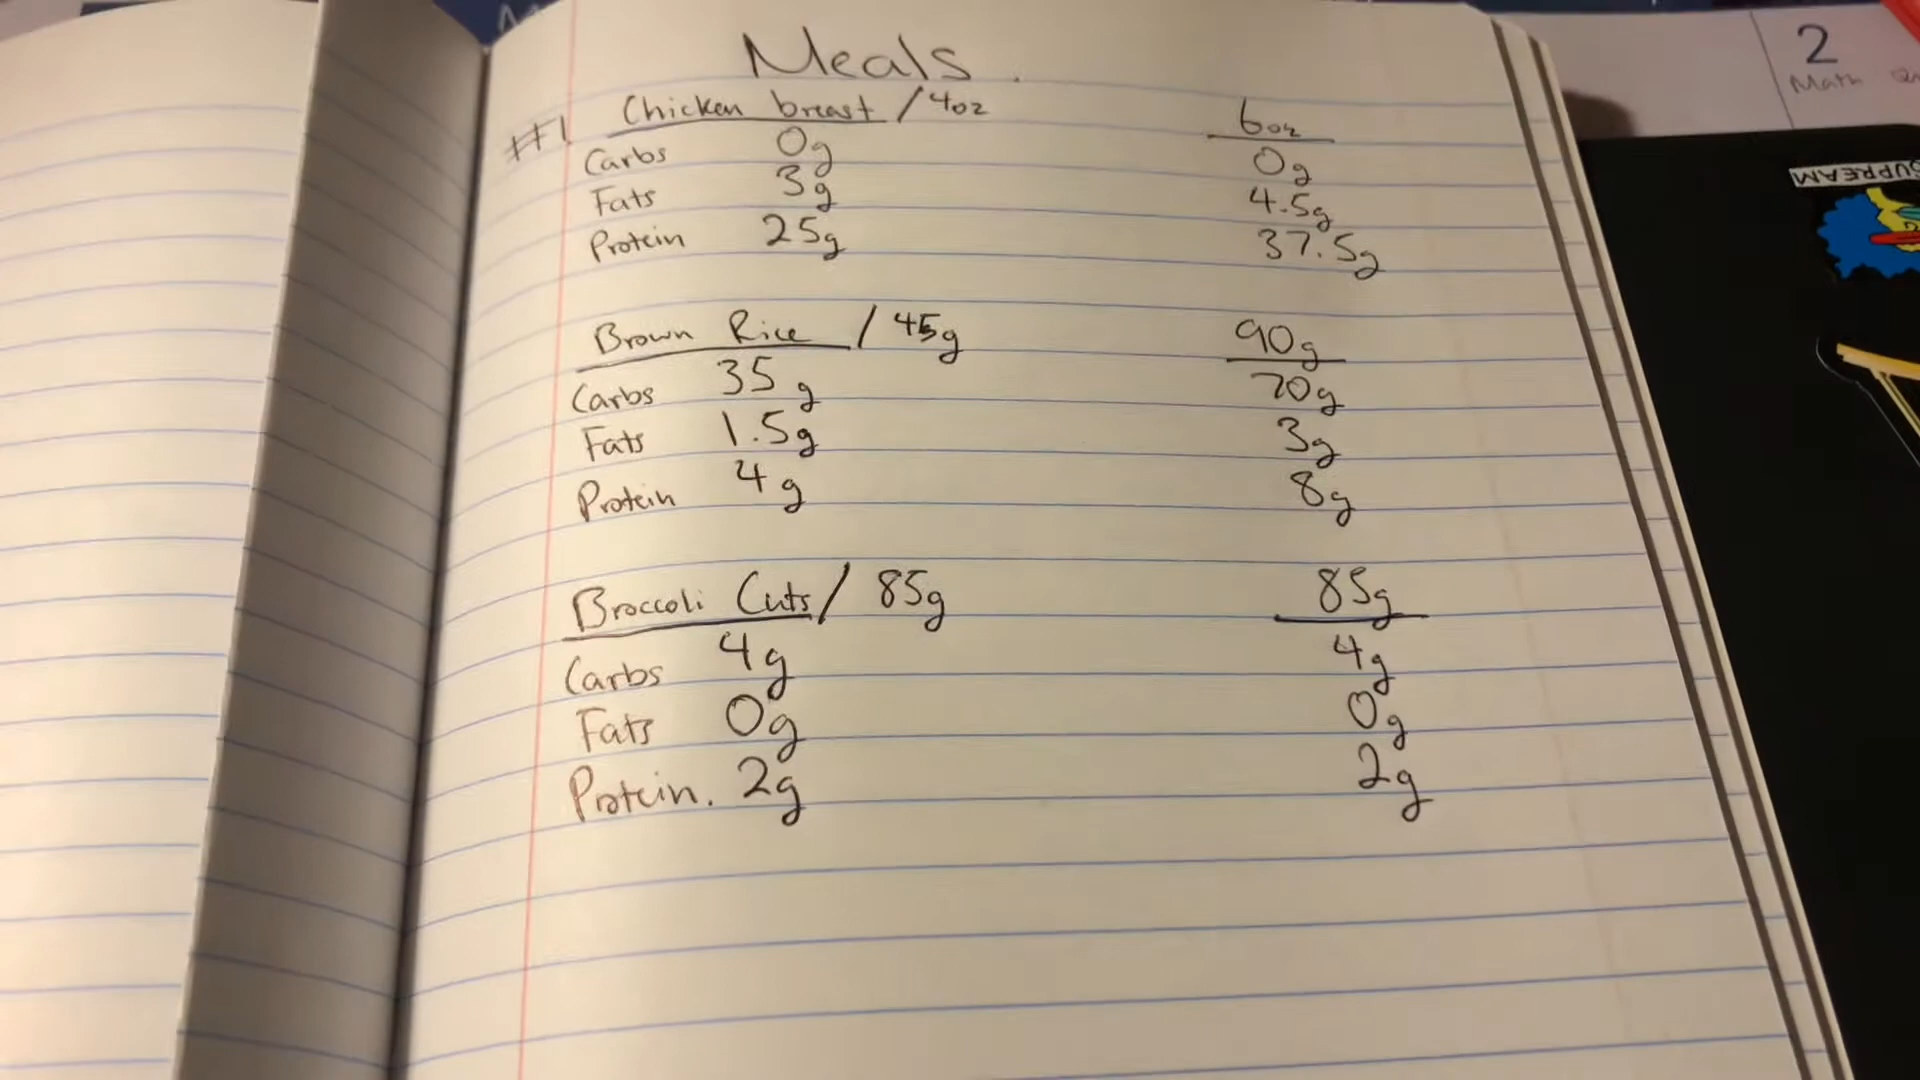 Meals.
#1 Chicken breast / 4oz 6oz
Carbs 0g 0g
Fats 3g 4.5g
Protein 25g 37.5g
Brown Rice / 45g 90g
Carbs 35g 70g
Fats 1.5g 3g
Protein 4g 8g
Broccoli Cuts / 85g 85g
Carbs 4g 4g
Fats 0g 0g
Protein. 2g 2g
2
Math
SUPREAM